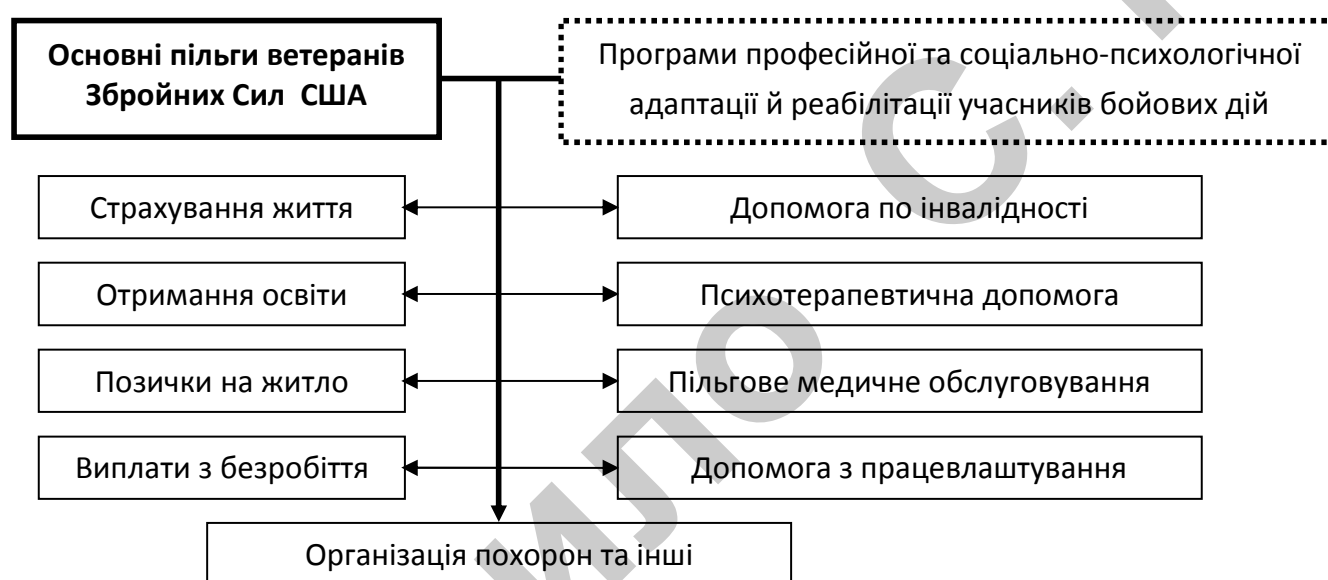 Основні пільги ветеранів
Збройних Сил США
Програми професійної та соціально-психологічної
адаптації й реабілітації учасників бойових дій
Страхування життя
Допомога по інвалідності
Отримання освіти
Психотерапевтична допомога
Позички на житло
Пільгове медичне обслуговування
Виплати з безробіття
Допомога з працевлаштування
Організація похорон та інші